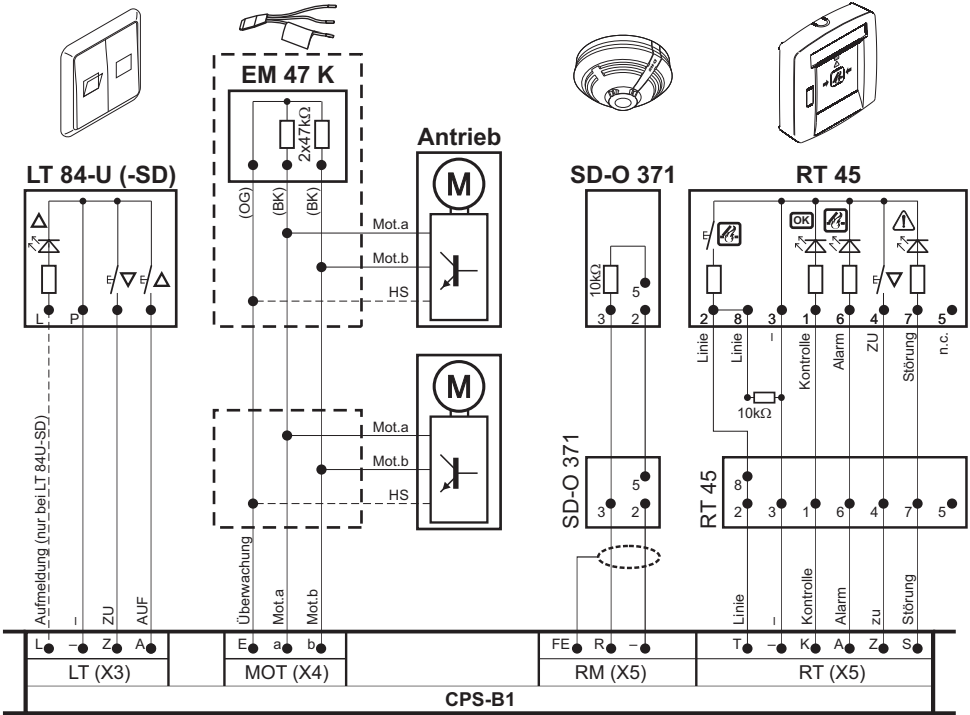 EM 47 K
2x47kΩ
(OG)
(BK)
(BK)
LT 84-U (-SD)
L
P
E
E
Antrieb
M
Mot.a
Mot.b
HS
M
Mot.a
Mot.b
HS
SD-O 371
10kΩ
5
3
2
SD-O 371
5
3
2
RT 45
E
OK
E
2
8
3
1
6
4
7
5
Linie
Linie
–
Kontrolle
Alarm
ZU
Störung
n.c.
10kΩ
RT 45
8
2
3
1
6
4
7
5
Aufmeldung (nur bei LT 84U-SD)
–
ZU
AUF
Überwachung
Mot.a
Mot.b
Linie
–
Kontrolle
Alarm
zu
Störung
L
–
Z
A
E
a
b
FE
R
–
T
–
K
A
Z
S
LT (X3)
MOT (X4)
RM (X5)
RT (X5)
CPS-B1